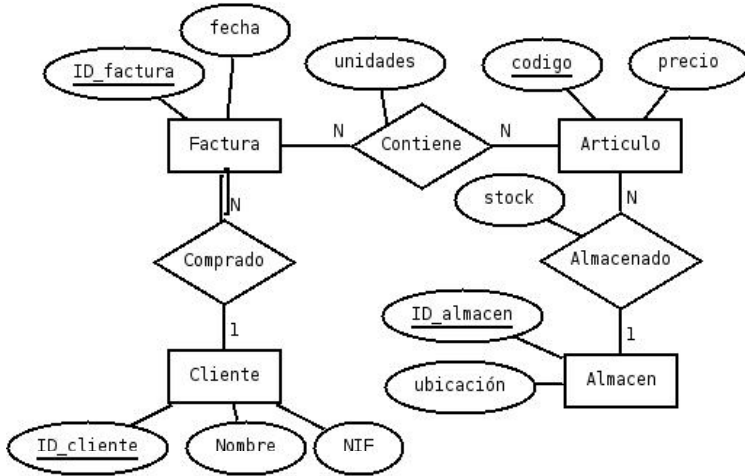 fecha
ID_factura
unidades
codigo
precio
Factura
N
Contiene
N
Articulo
N
stock
N
Comprado
Almacenado
ID_almacen
1
1
Cliente
ubicación
Almacen
ID_cliente
Nombre
NIF